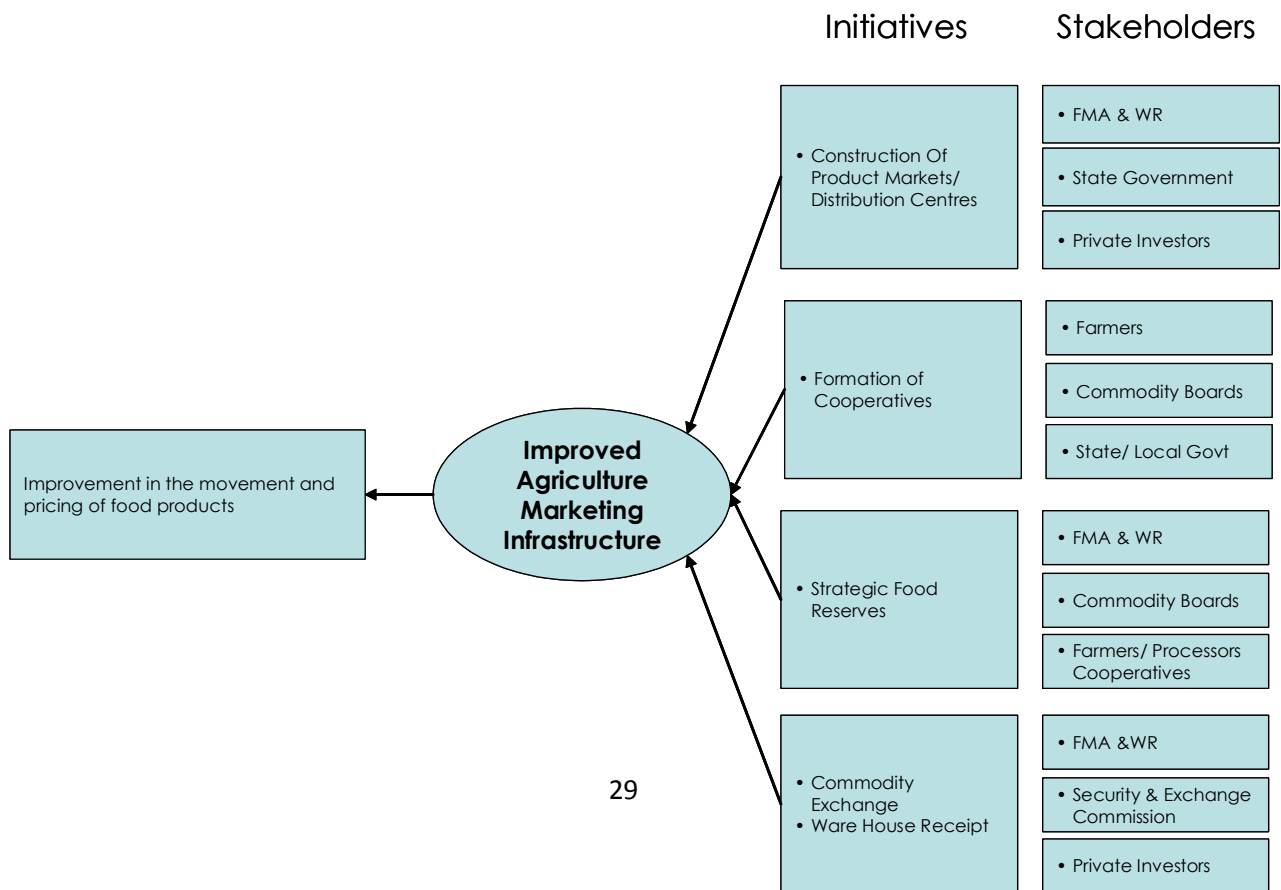 Initiatives
Stakeholders
• Construction Of
Product Markets/
Distribution Centres
• FMA & WR
• State Government
• Private Investors
• Formation of
Cooperatives
• Farmers
• Commodity Boards
• State/ Local Govt
Improved
Agriculture
Marketing
Infrastructure
Improvement in the movement and
pricing of food products
• Strategic Food
Reserves
• FMA & WR
• Commodity Boards
• Farmers/ Processors
Cooperatives
• Commodity
Exchange
• Ware House Receipt
• FMA &WR
• Security & Exchange
Commission
• Private Investors
29